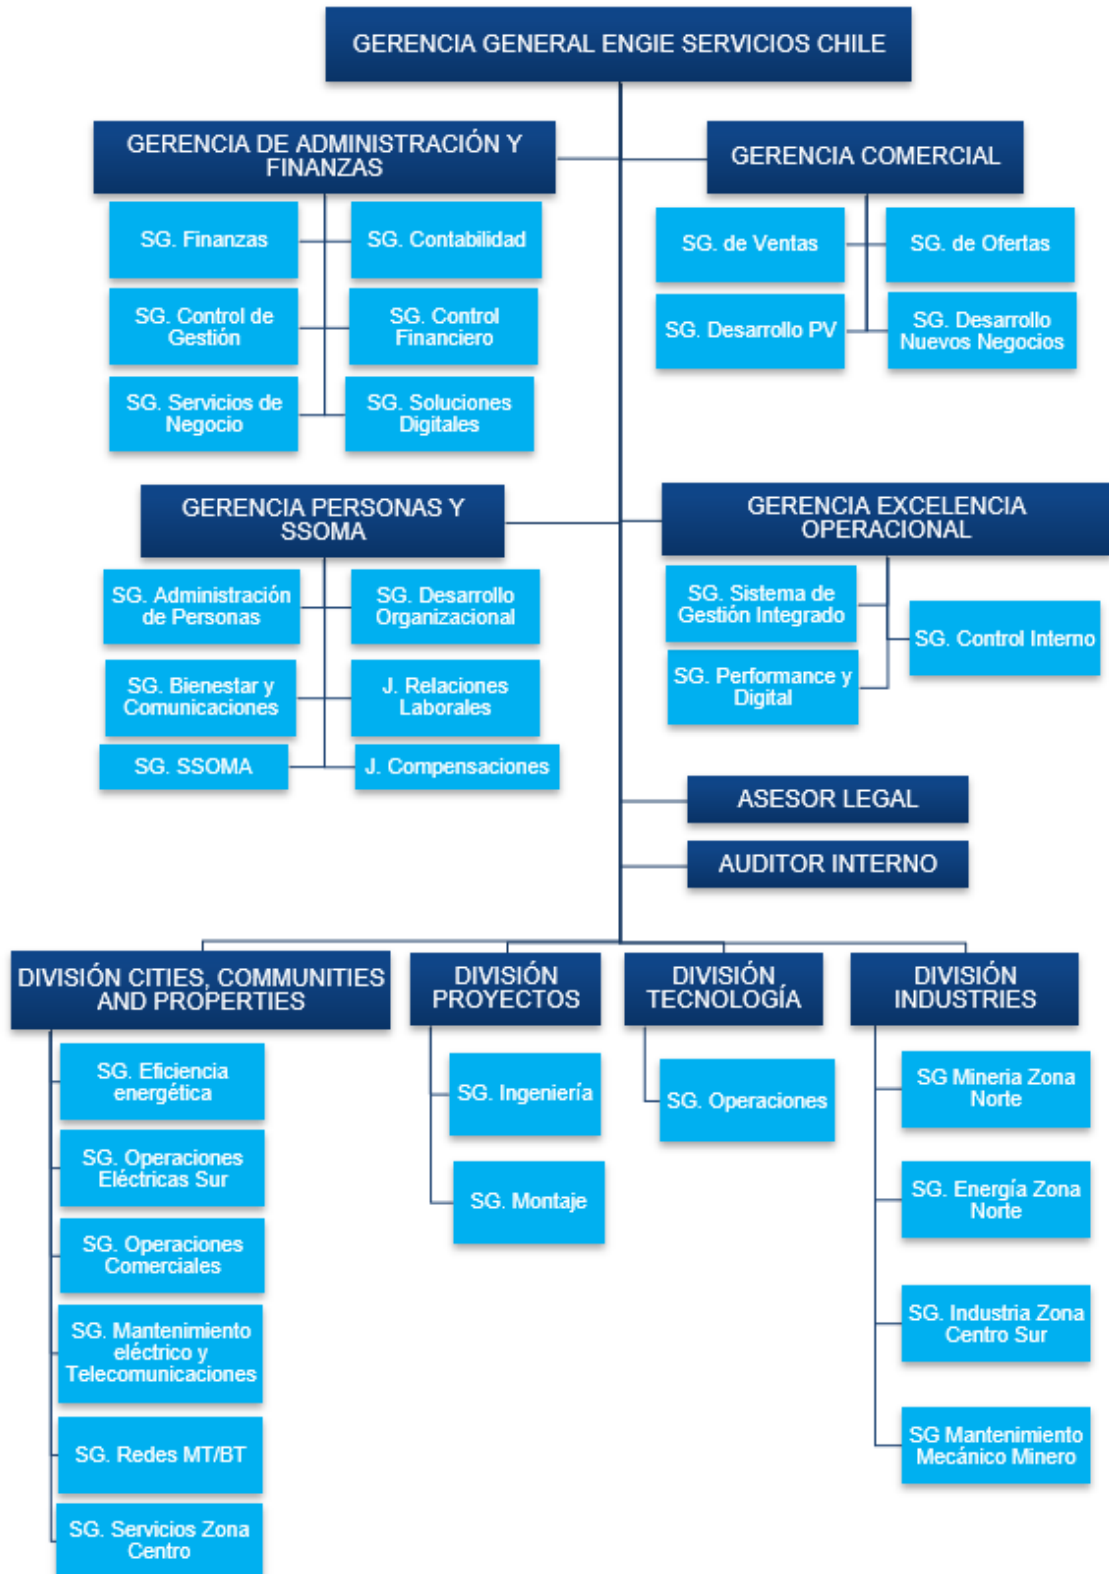 GERENCIA GENERAL ENGIE SERVICIOS CHILE
GERENCIA DE ADMINISTRACIÓN Y
FINANZAS
SG. Finanzas
SG. Contabilidad
SG. Control de
Gestión
SG. Control
Financiero
SG. Servicios de
Negocio
SG. Soluciones
Digitales
GERENCIA COMERCIAL
SG. de Ventas
SG. de Ofertas
SG. Desarrollo PV
SG. Desarrollo
Nuevos Negocios
GERENCIA PERSONAS Y
SSOMA
SG. Administración
de Personas
SG. Desarrollo
Organizacional
SG. Bienestar y
Comunicaciones
J. Relaciones
Laborales
SG. SSOMA
J. Compensaciones
GERENCIA EXCELENCIA
OPERACIONAL
SG. Sistema de
Gestión Integrado
SG. Control Interno
SG. Performance y
Digital
ASESOR LEGAL
AUDITOR INTERNO
DIVISIÓN CITIES, COMMUNITIES
AND PROPERTIES
SG. Eficiencia
energética
SG. Operaciones
Eléctricas Sur
SG. Operaciones
Comerciales
SG. Mantenimiento
eléctrico y
Telecomunicaciones
SG. Redes MT/BT
SG. Servicios Zona
Centro
DIVISIÓN
PROYECTOS
SG. Ingeniería
SG. Montaje
DIVISIÓN
TECNOLOGÍA
SG. Operaciones
DIVISIÓN
INDUSTRIES
SG Mineria Zona
Norte
SG. Energía Zona
Norte
SG. Industria Zona
Centro Sur
SG Mantenimiento
Mecánico Minero